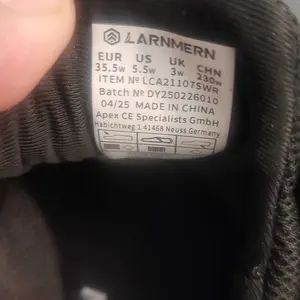 LARNMERN
EUR US UK CHN
35.5w 5.5w 3w 230w
ITEM Nº LCA21107SWR
Batch Nº DY250226010
04/25 MADE IN CHINA
Apex CE Specialists GmbH
Habichtweg 1 41468 Neuss Germany